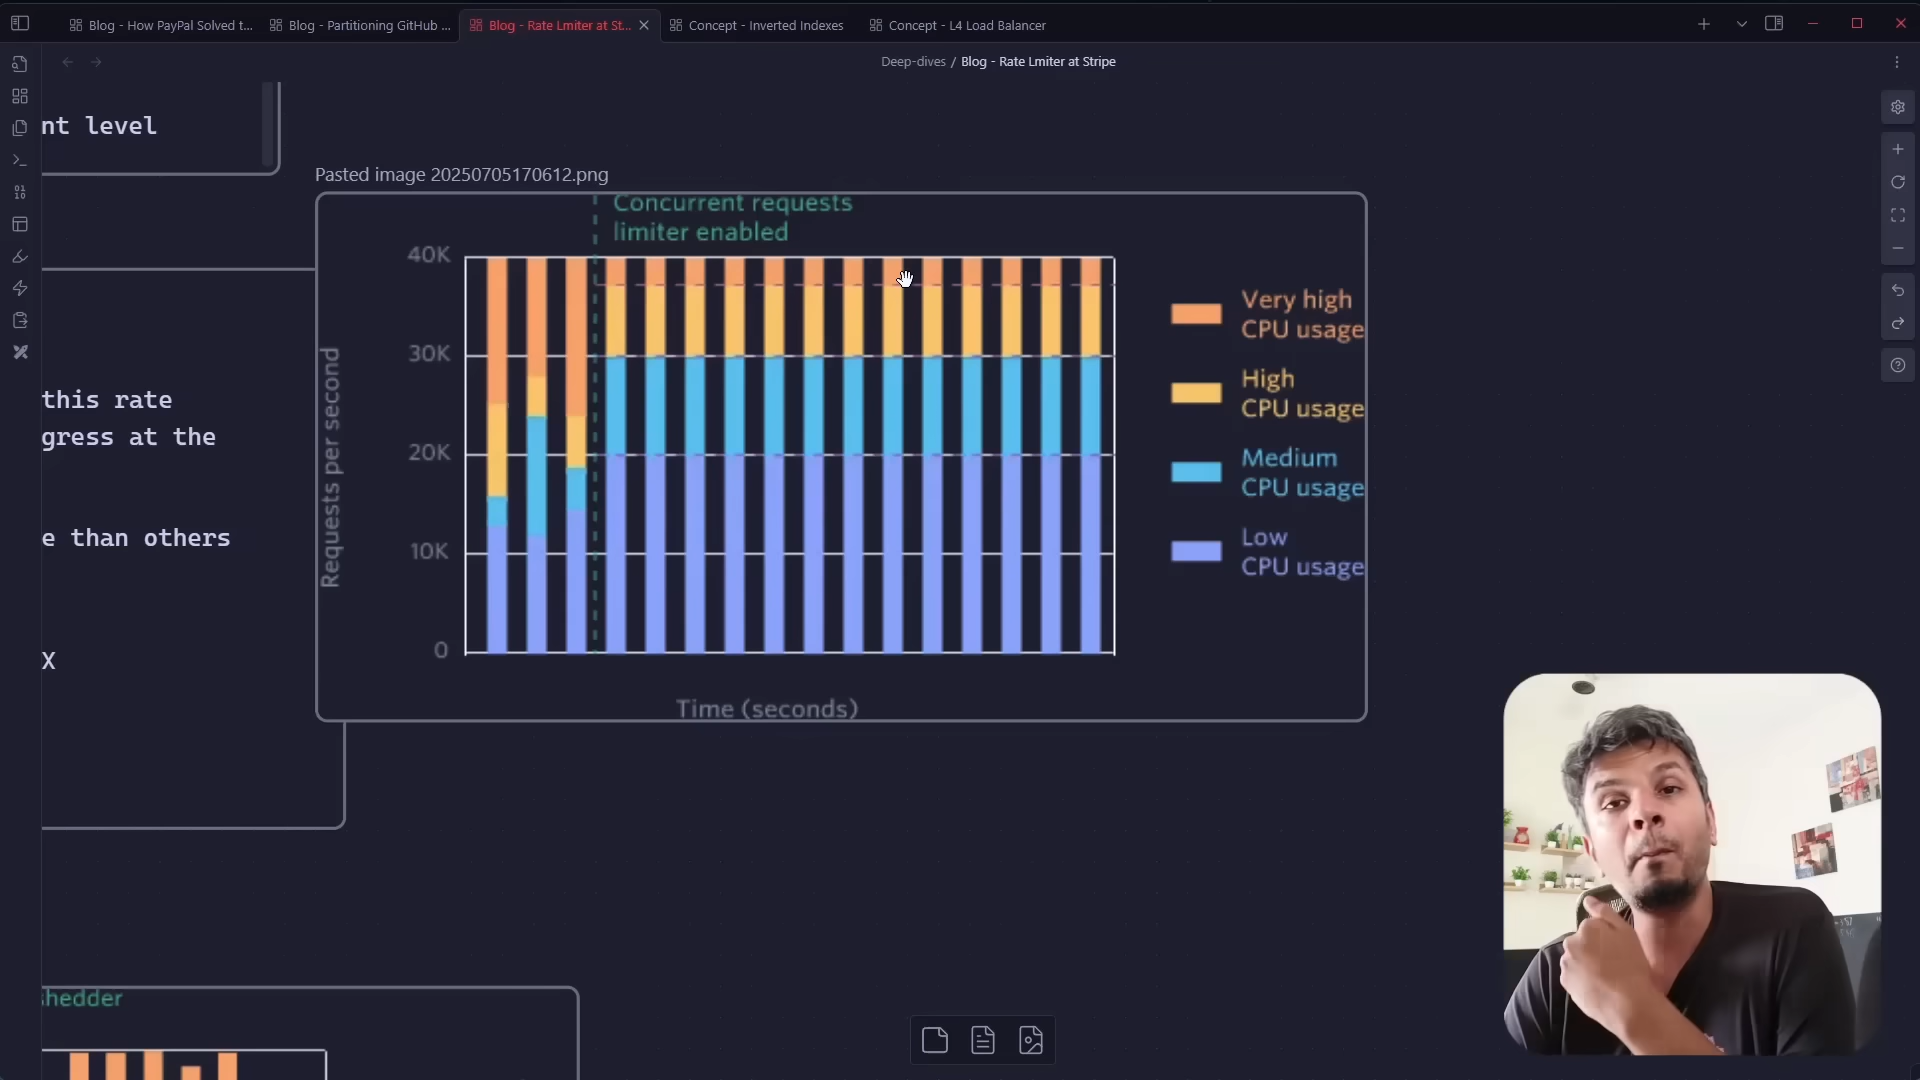 Blog - How PayPal Solved t...
Blog - Partitioning GitHub ...
Blog - Rate Lmiter at St...
Concept - Inverted Indexes
Concept - L4 Load Balancer
Deep-dives / Blog - Rate Lmiter at Stripe
nt level
Pasted image 20250705170612.png
Concurrent requests
limiter enabled
40K
30K
20K
10K
0
Requests per second
Time (seconds)
Very high
CPU usage
High
CPU usage
Medium
CPU usage
Low
CPU usage
this rate
gress at the
e than others
X
hedder